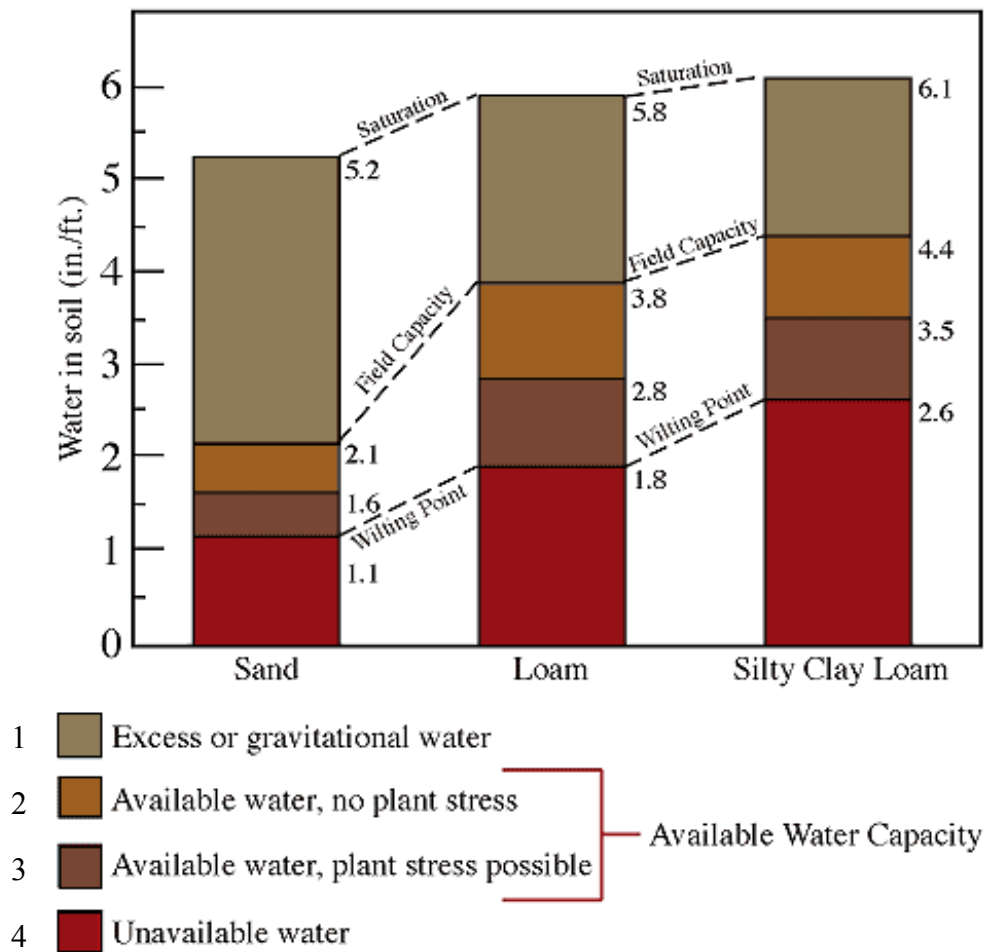 Water in soil (in./ft.)
6
5
4
3
2
1
0
Saturation
Saturation
Field Capacity
Field Capacity
Wilting Point
Wilting Point
5.2
2.1
1.6
1.1
5.8
3.8
2.8
1.8
6.1
4.4
3.5
2.6
Sand
Loam
Silty Clay Loam
1 Excess or gravitational water
2 Available water, no plant stress
3 Available water, plant stress possible
Available Water Capacity
4 Unavailable water